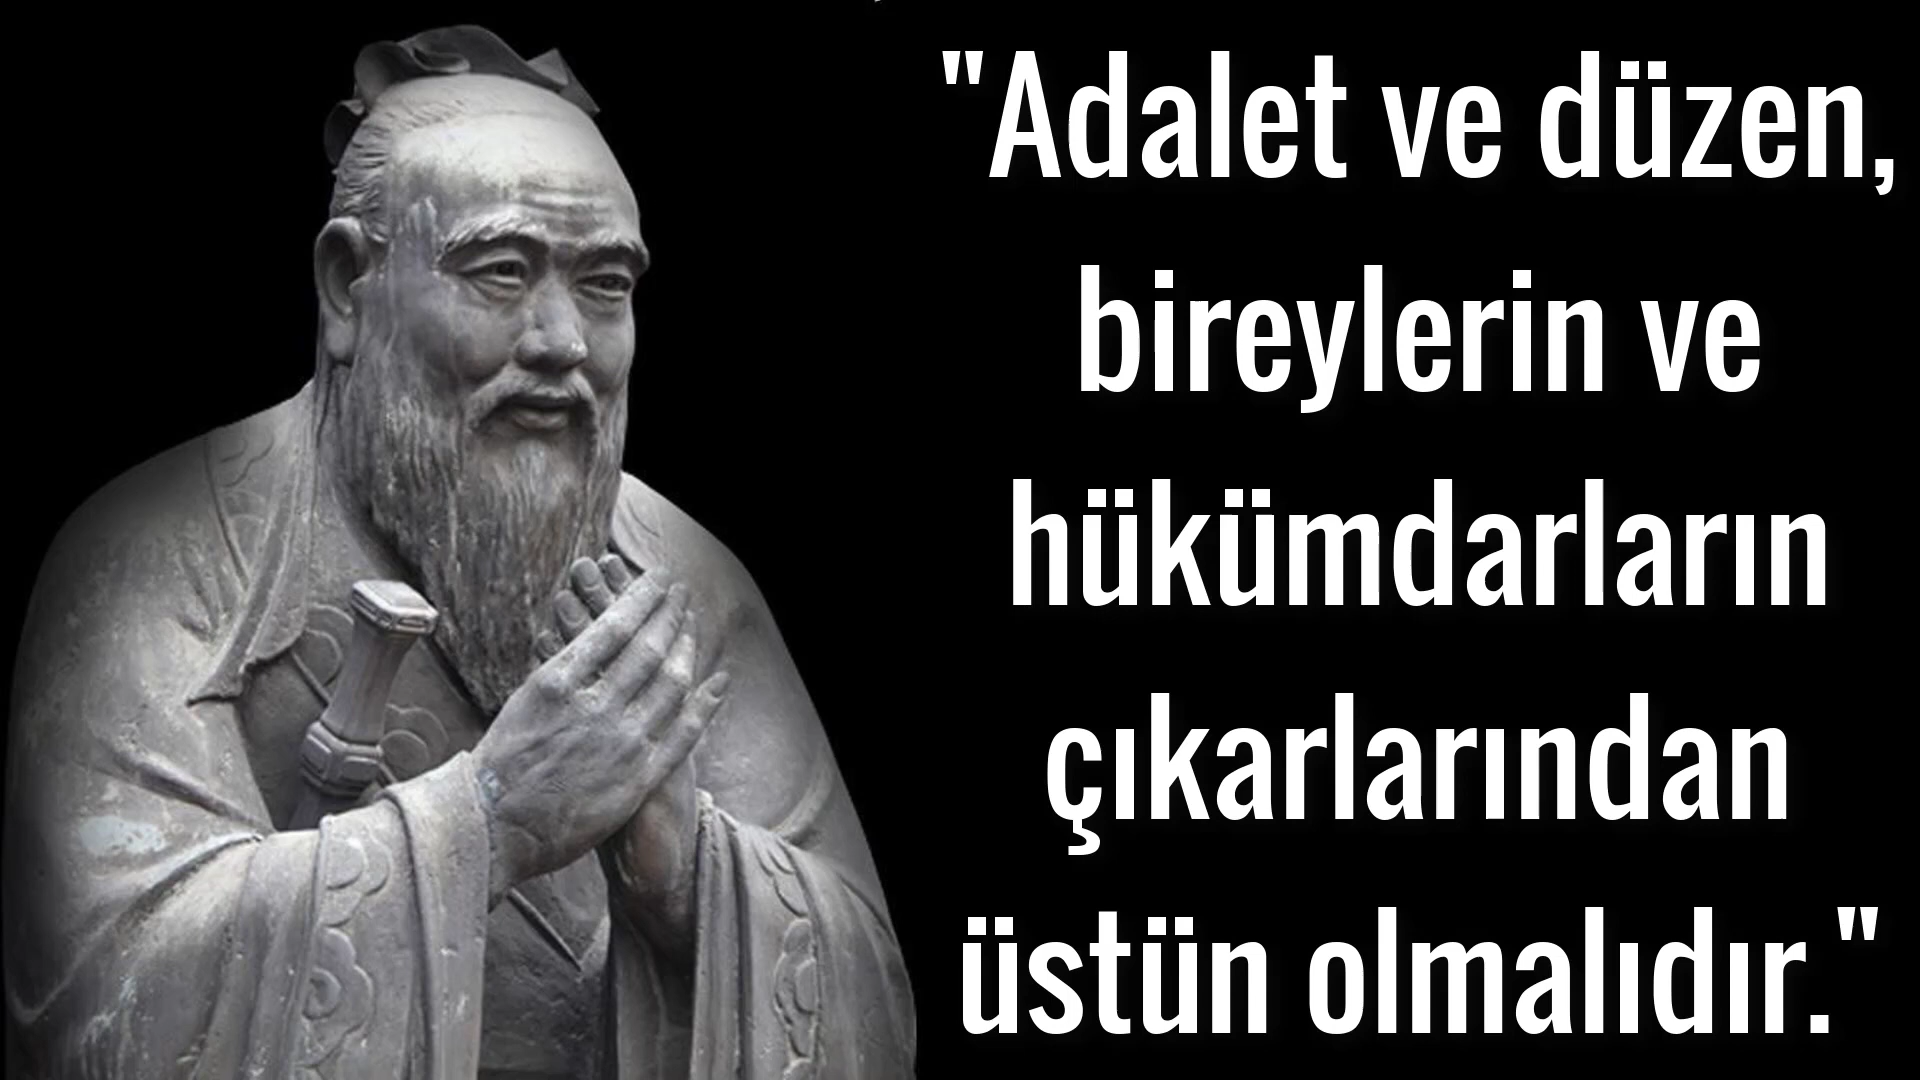 "Adalet ve düzen,
bireylerin ve
hükümdarların
çıkarlarından
üstün olmalıdır."